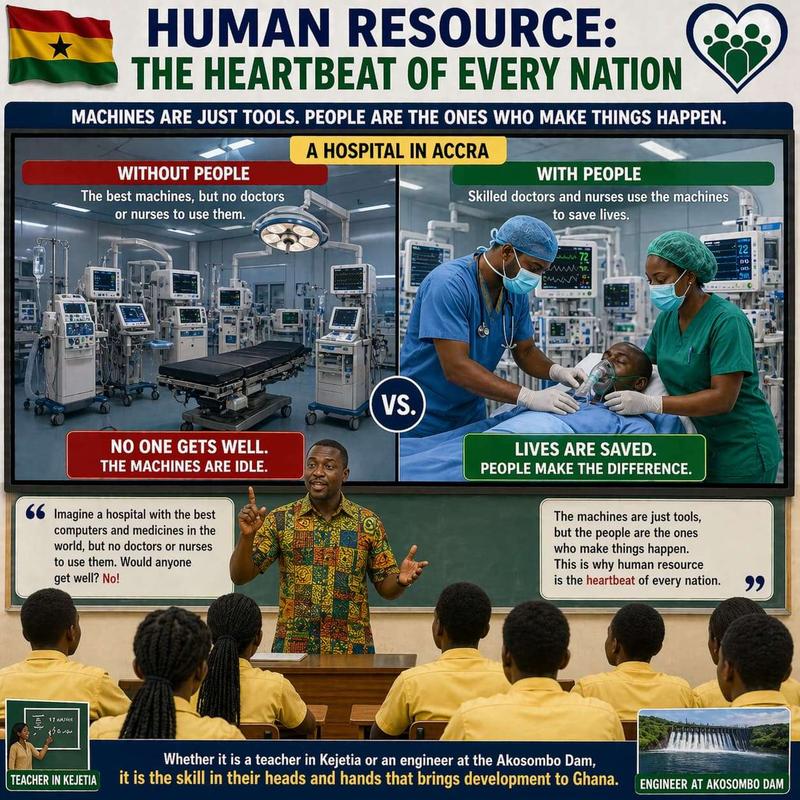 HUMAN RESOURCE:
THE HEARTBEAT OF EVERY NATION
MACHINES ARE JUST TOOLS. PEOPLE ARE THE ONES WHO MAKE THINGS HAPPEN.
A HOSPITAL IN ACCRA
WITHOUT PEOPLE
The best machines, but no doctors
or nurses to use them.
WITH PEOPLE
Skilled doctors and nurses use the machines
to save lives.
72
72
VS.
NO ONE GETS WELL.
THE MACHINES ARE IDLE.
LIVES ARE SAVED.
PEOPLE MAKE THE DIFFERENCE.
“ Imagine a hospital with the best
computers and medicines in the
world, but no doctors or nurses
to use them. Would anyone
get well? No!
The machines are just tools,
but the people are the ones
who make things happen.
This is why human resource
is the heartbeat of every nation. ”
TEACHER IN KEJETIA
Whether it is a teacher in Kejetia or an engineer at the Akosombo Dam,
it is the skill in their heads and hands that brings development to Ghana.
ENGINEER AT AKOSOMBO DAM